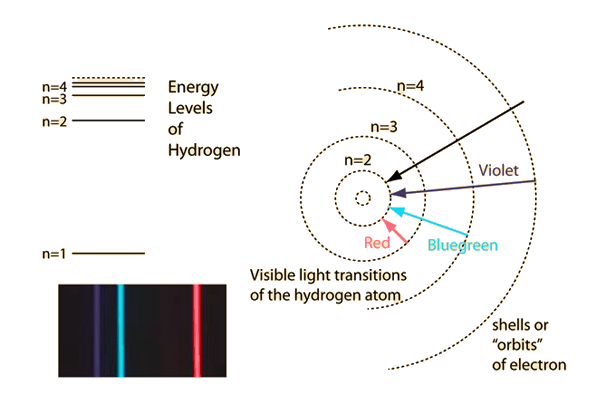 n=4
n=3
n=2
n=1
Energy
Levels
of
Hydrogen
n=4
n=3
n=2
Violet
Red
Bluegreen
Visible light transitions
of the hydrogen atom
shells or
"orbits"
of electron